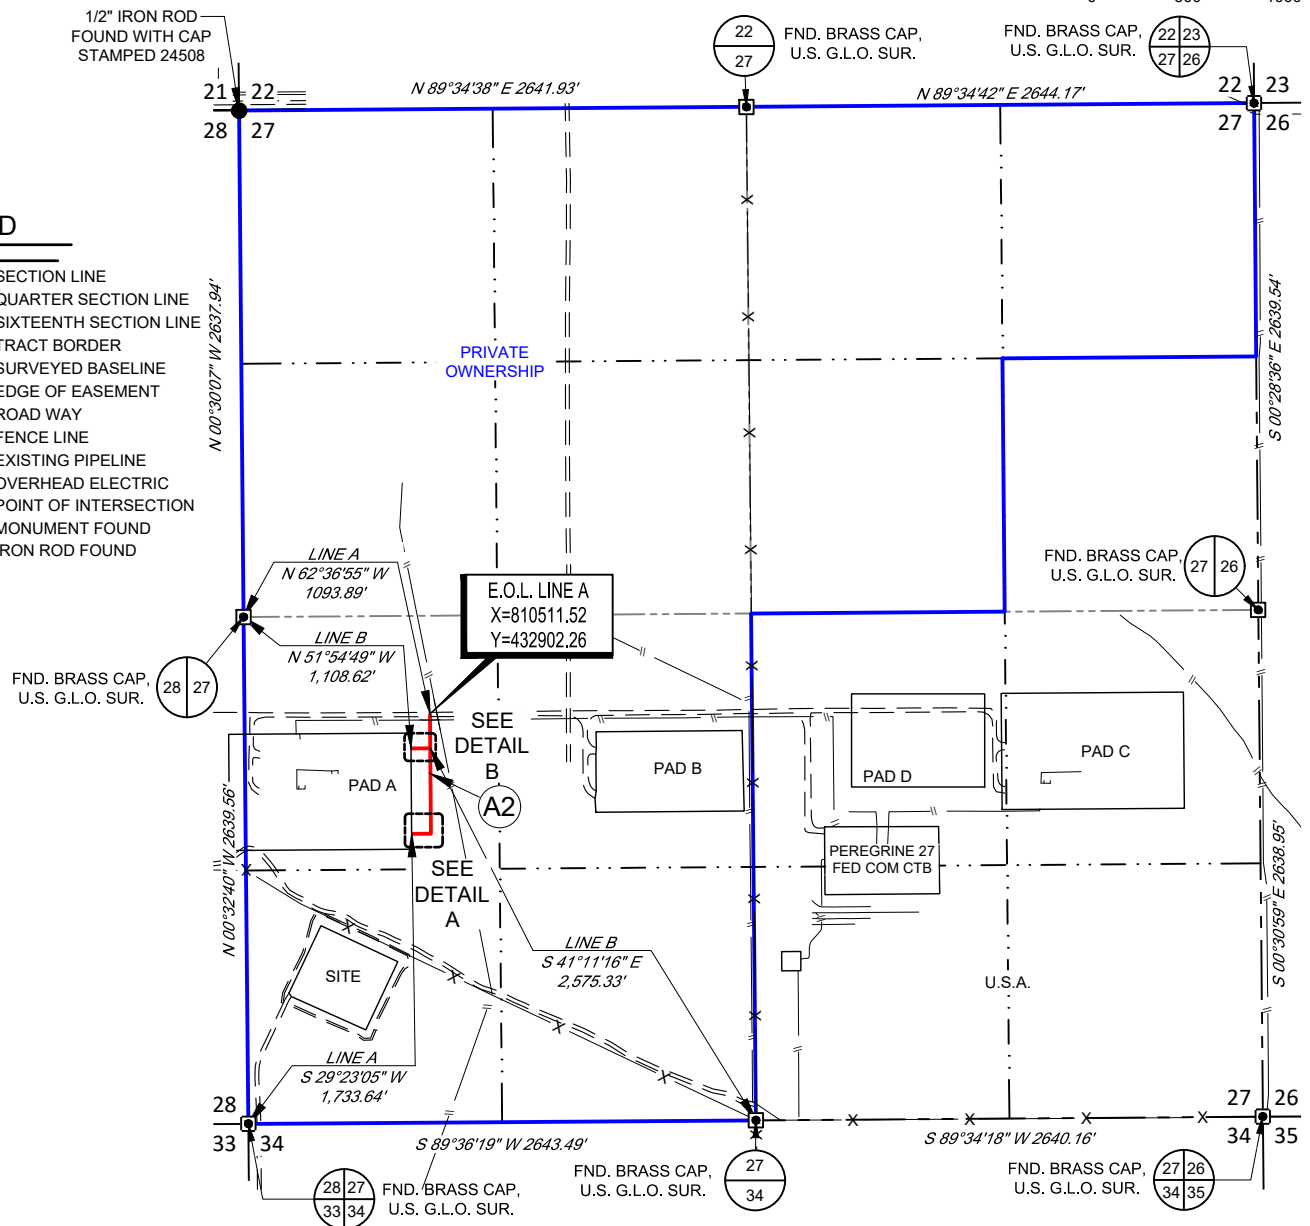 1/2" IRON ROD
FOUND WITH CAP
STAMPED 24508
22
27
FND. BRASS CAP,
U.S. G.L.O. SUR.
FND. BRASS CAP,
U.S. G.L.O. SUR.
22 23
27 26
21 22
28 27
N 89°34'38" E 2641.93'
N 89°34'42" E 2644.17'
22 23
27 26
D
SECTION LINE
QUARTER SECTION LINE
SIXTEENTH SECTION LINE
TRACT BORDER
SURVEYED BASELINE
EDGE OF EASEMENT
ROAD WAY
FENCE LINE
EXISTING PIPELINE
OVERHEAD ELECTRIC
POINT OF INTERSECTION
MONUMENT FOUND
IRON ROD FOUND
N 00°30'07" W 2637.94'
S 00°28'36" E 2639.54'
PRIVATE
OWNERSHIP
LINE A
N 62°36'55" W
1093.89'
E.O.L. LINE A
X=810511.52
Y=432902.26
FND. BRASS CAP,
U.S. G.L.O. SUR.
27 26
LINE B
N 51°54'49" W
1,108.62'
FND. BRASS CAP,
U.S. G.L.O. SUR.
28 27
SEE
DETAIL
B
A2
PAD A
PAD B
PAD D
PAD C
PEREGRINE 27
FED COM CTB
N 00°32'40" W 2639.56'
S 00°30'59" E 2638.95'
SEE
DETAIL
A
LINE B
S 41°11'16" E
2,575.33'
SITE
U.S.A.
LINE A
S 29°23'05" W
1,733.64'
28
33 34
27 26
34 35
S 89°36'19" W 2643.49'
S 89°34'18" W 2640.16'
28 27
33 34
FND. BRASS CAP,
U.S. G.L.O. SUR.
FND. BRASS CAP,
U.S. G.L.O. SUR.
27
34
FND. BRASS CAP,
U.S. G.L.O. SUR.
27 26
34 35